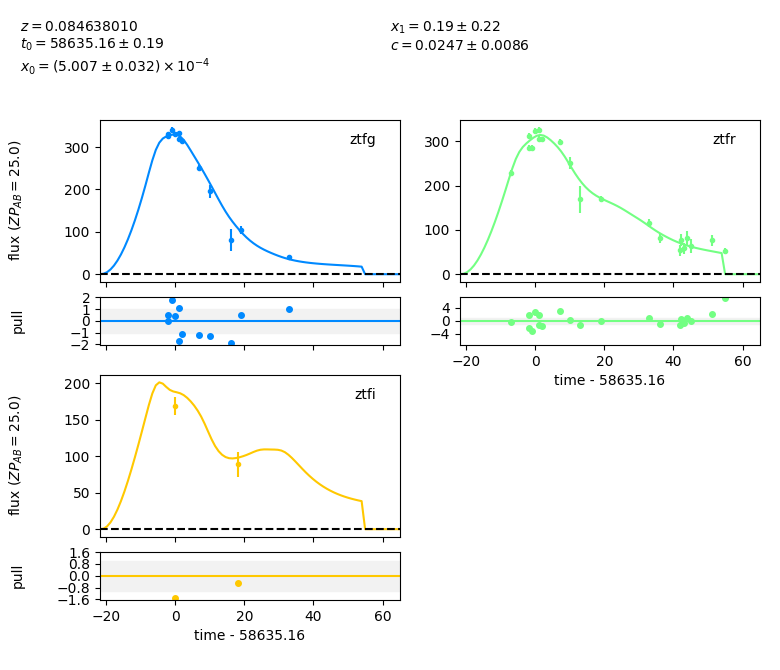 z = 0.084638010
t₀ = 58635.16 ± 0.19
x₀ = (5.007 ± 0.032) × 10⁻⁴
x₁ = 0.19 ± 0.22
c = 0.0247 ± 0.0086
flux (ZP_AB = 25.0)
300
200
100
0
ztfg
300
200
100
0
ztfr
pull
2
1
0
−1
−2
4
0
−4
−20 0 20 40 60
time - 58635.16
flux (ZP_AB = 25.0)
200
150
100
50
0
ztfi
pull
1.6
0.8
0.0
−0.8
−1.6
−20 0 20 40 60
time - 58635.16